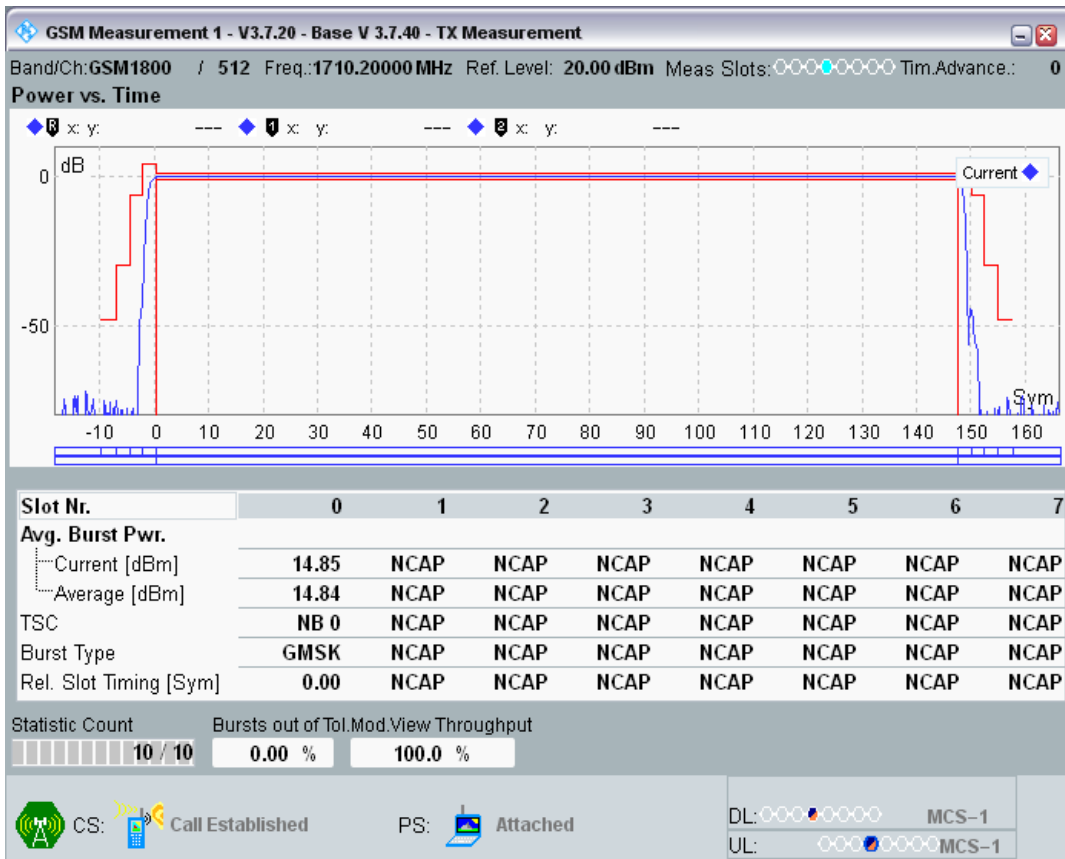 GSM Measurement 1 - V3.7.20 - Base V 3.7.40 - TX Measurement
Band/Ch:GSM1800 / 512 Freq.:1710.20000 MHz Ref. Level: 20.00 dBm Meas Slots: Tim.Advance.: 0
Power vs. Time
R x: y: --- 1 x: y: --- 2 x: y: ---
dB
Current
0
-50
Sym
-10 0 10 20 30 40 50 60 70 80 90 100 110 120 130 140 150 160
Slot Nr. 0 1 2 3 4 5 6 7
Avg. Burst Pwr.
Current [dBm] 14.85 NCAP NCAP NCAP NCAP NCAP NCAP NCAP
Average [dBm] 14.84 NCAP NCAP NCAP NCAP NCAP NCAP NCAP
TSC NB 0 NCAP NCAP NCAP NCAP NCAP NCAP NCAP
Burst Type GMSK NCAP NCAP NCAP NCAP NCAP NCAP NCAP
Rel. Slot Timing [Sym] 0.00 NCAP NCAP NCAP NCAP NCAP NCAP NCAP
Statistic Count Bursts out of Tol. Mod.View Throughput
10 / 10 0.00 % 100.0 %
CS: Call Established PS: Attached
DL: MCS-1
UL: MCS-1